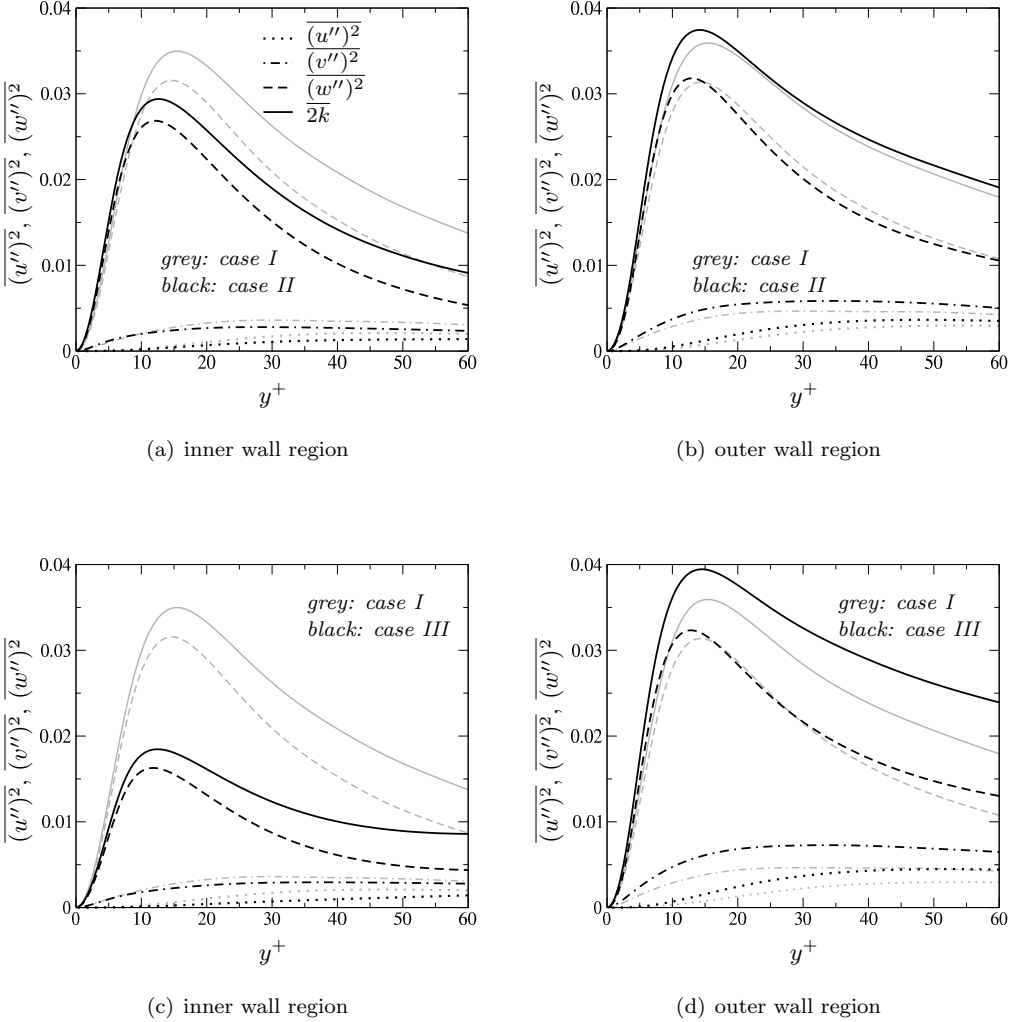 0.04
0.03
0.02
0.01
0
(u′′)², (v′′)², (w′′)²
(u′′)²
(v′′)²
(w′′)²
2k
grey: case I
black: case II
0 10 20 30 40 50 60
y⁺
(a) inner wall region
0.04
0.03
0.02
0.01
0
(u′′)², (v′′)², (w′′)²
grey: case I
black: case II
0 10 20 30 40 50 60
y⁺
(b) outer wall region
0.04
0.03
0.02
0.01
0
(u′′)², (v′′)², (w′′)²
grey: case I
black: case III
0 10 20 30 40 50 60
y⁺
(c) inner wall region
0.04
0.03
0.02
0.01
0
(u′′)², (v′′)², (w′′)²
grey: case I
black: case III
0 10 20 30 40 50 60
y⁺
(d) outer wall region